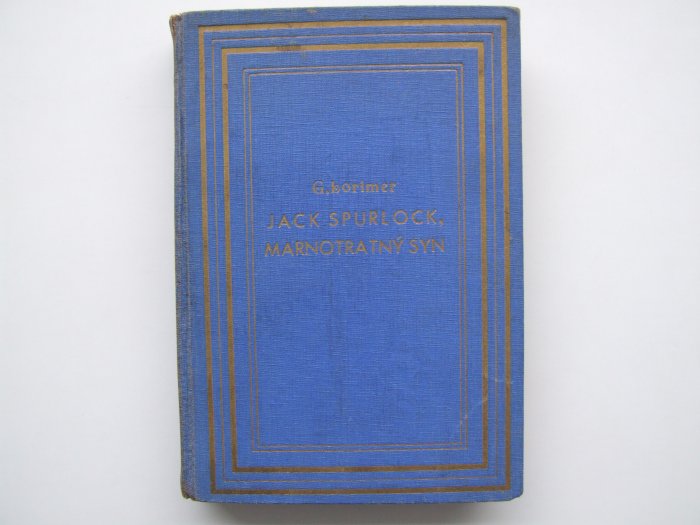 G. Lorimer
JACK SPURLOCK,
MARNOTRATNÝ SYN